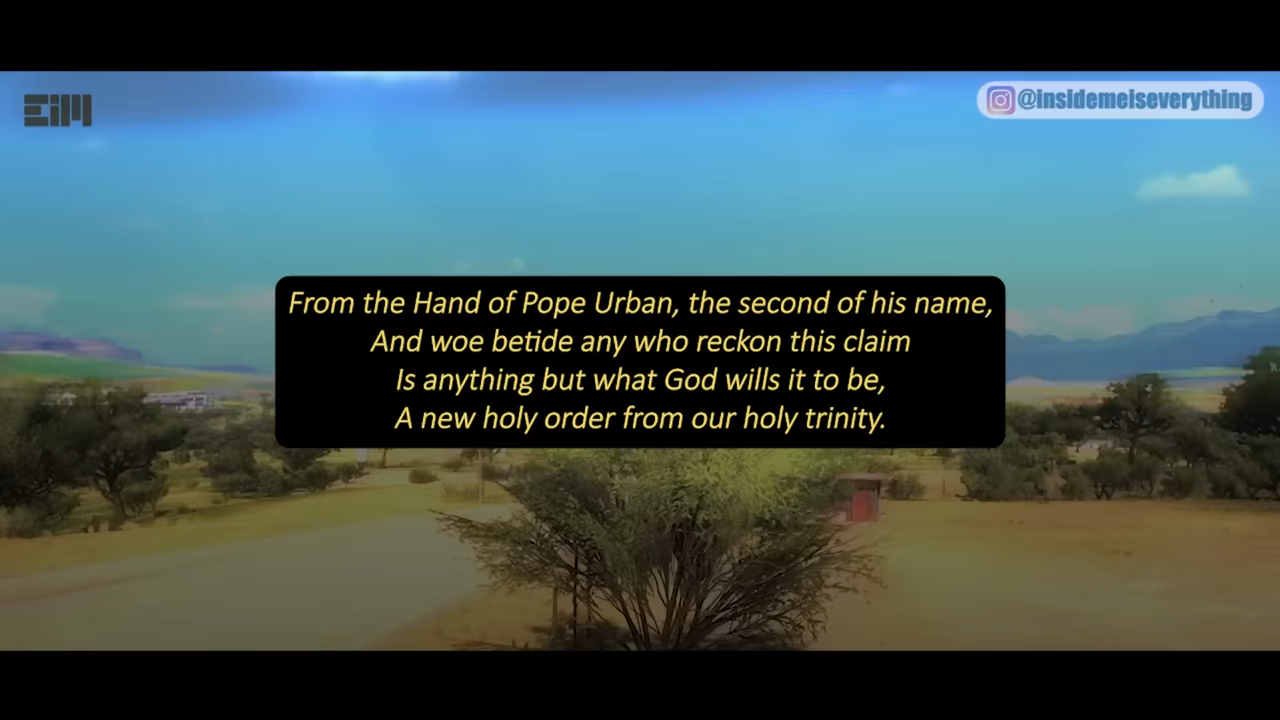 EiM
@insidemeiseverything
From the Hand of Pope Urban, the second of his name,
And woe betide any who reckon this claim
Is anything but what God wills it to be,
A new holy order from our holy trinity.